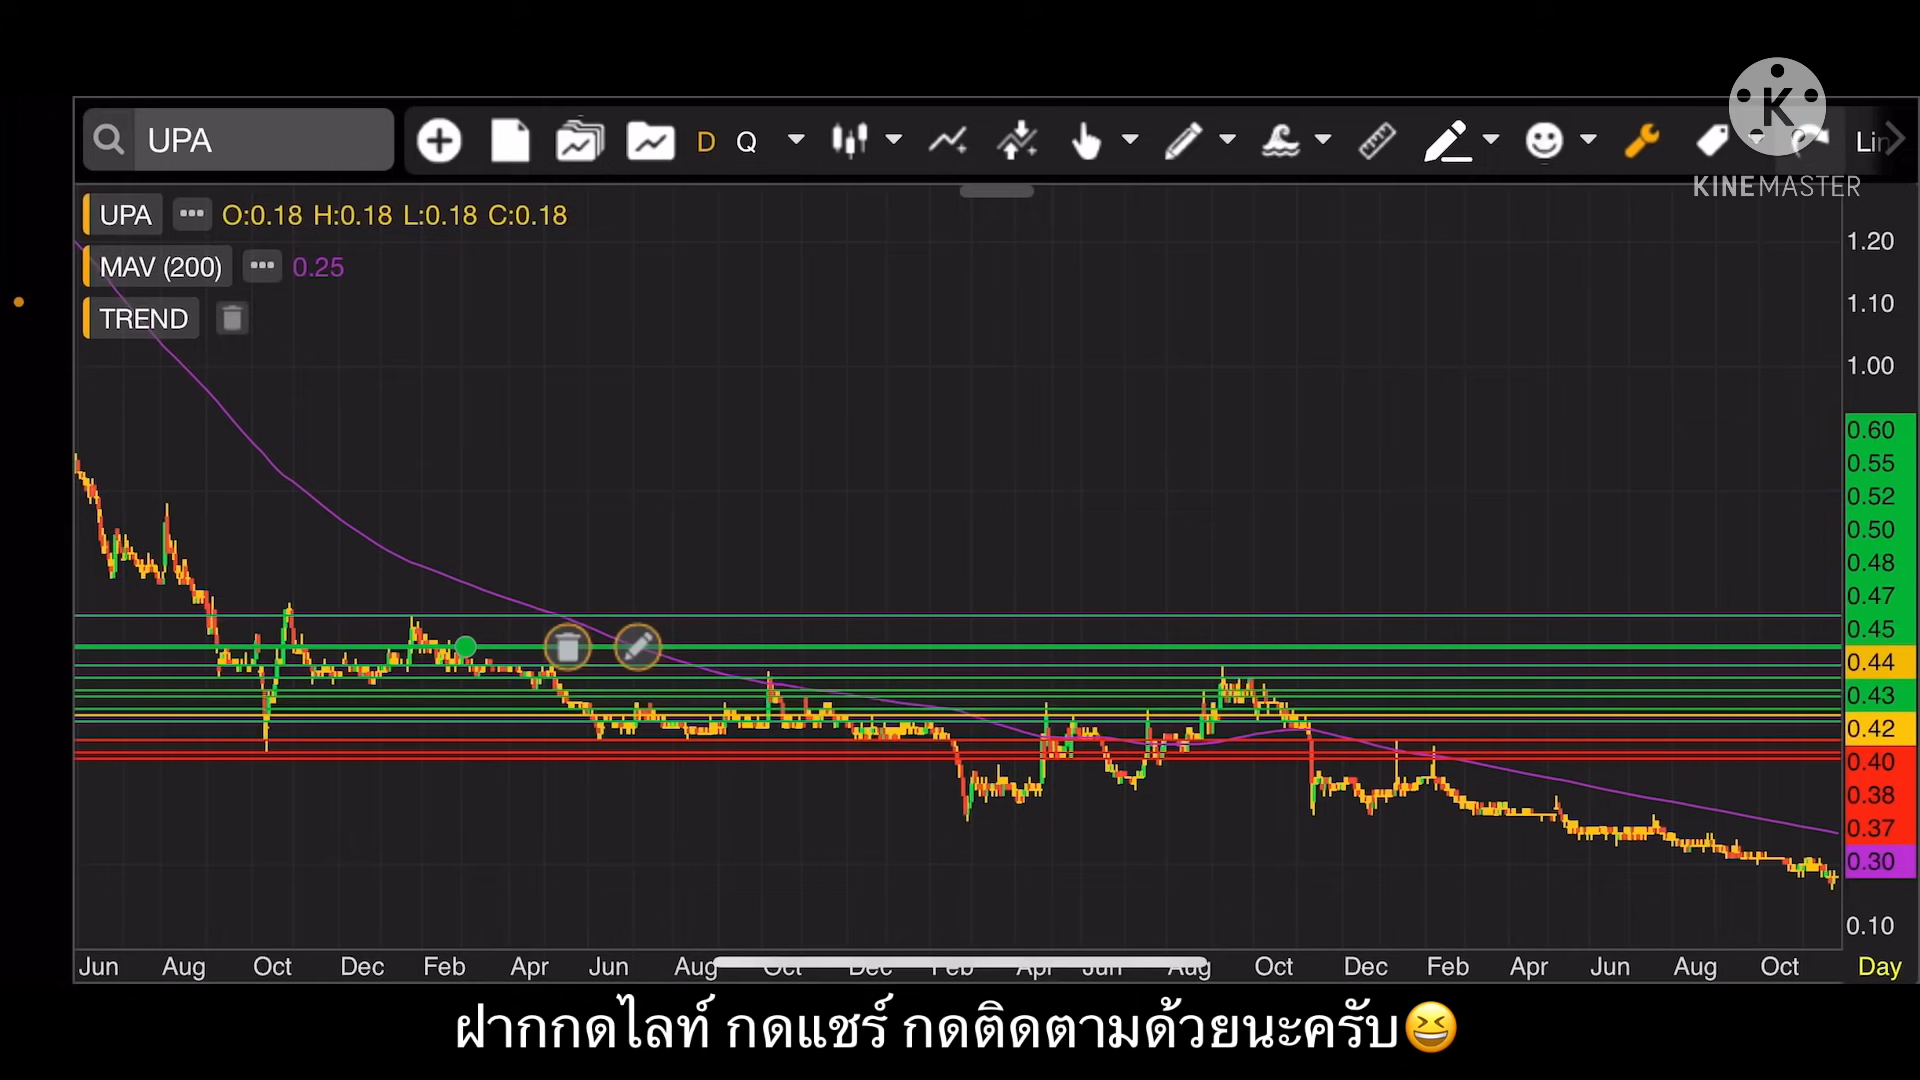 UPA D Q Lin
KINEMASTER
UPA O:0.18 H:0.18 L:0.18 C:0.18
MAV (200) 0.25
TREND
1.20
1.10
1.00
0.60
0.55
0.52
0.50
0.48
0.47
0.45
0.44
0.43
0.42
0.40
0.38
0.37
0.30
0.10
Jun Aug Oct Dec Feb Apr Jun Aug Oct Dec Feb Apr Jun Aug Oct Dec Feb Apr Jun Aug Oct Day
ฝากกดไลท์ กดแชร์ กดติดตามด้วยนะครับ😆